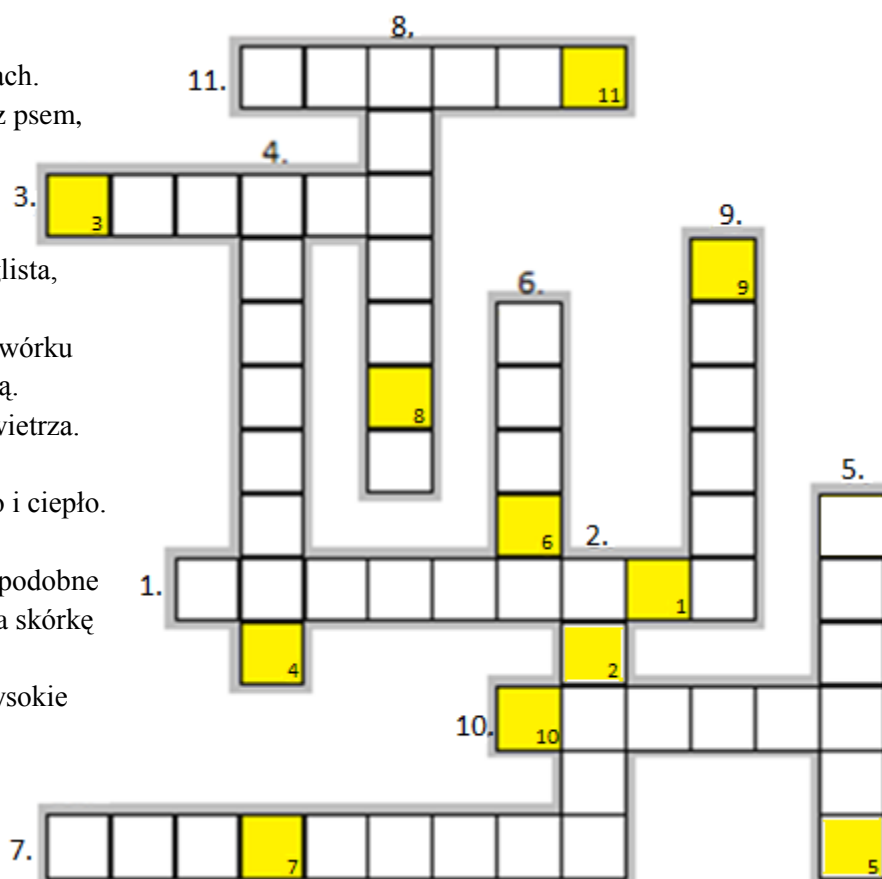 8.
ach.
11.
11
z psem,
4.
3.
3
9.
lista,
9
6.
wórku
ą.
8
wietrza.
5.
o i ciepło.
6
2.
podobne
1.
1
a skórkę
4
2
ysokie
10.
10
7.
7
5